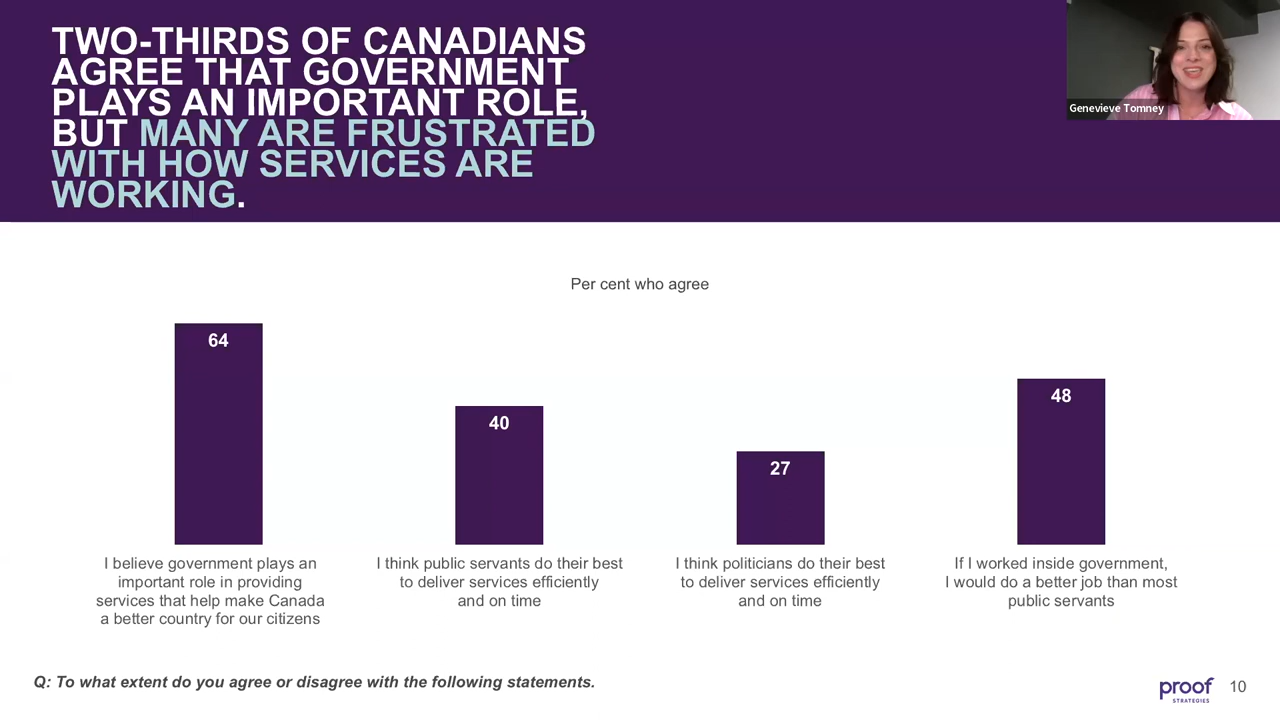 TWO-THIRDS OF CANADIANS
AGREE THAT GOVERNMENT
PLAYS AN IMPORTANT ROLE,
BUT MANY ARE FRUSTRATED
WITH HOW SERVICES ARE
WORKING.
Genevieve Tomney
Per cent who agree
64
40
27
48
I believe government plays an
important role in providing
services that help make Canada
a better country for our citizens
I think public servants do their best
to deliver services efficiently
and on time
I think politicians do their best
to deliver services efficiently
and on time
If I worked inside government,
I would do a better job than most
public servants
Q: To what extent do you agree or disagree with the following statements.
proof
STRATEGIES
10